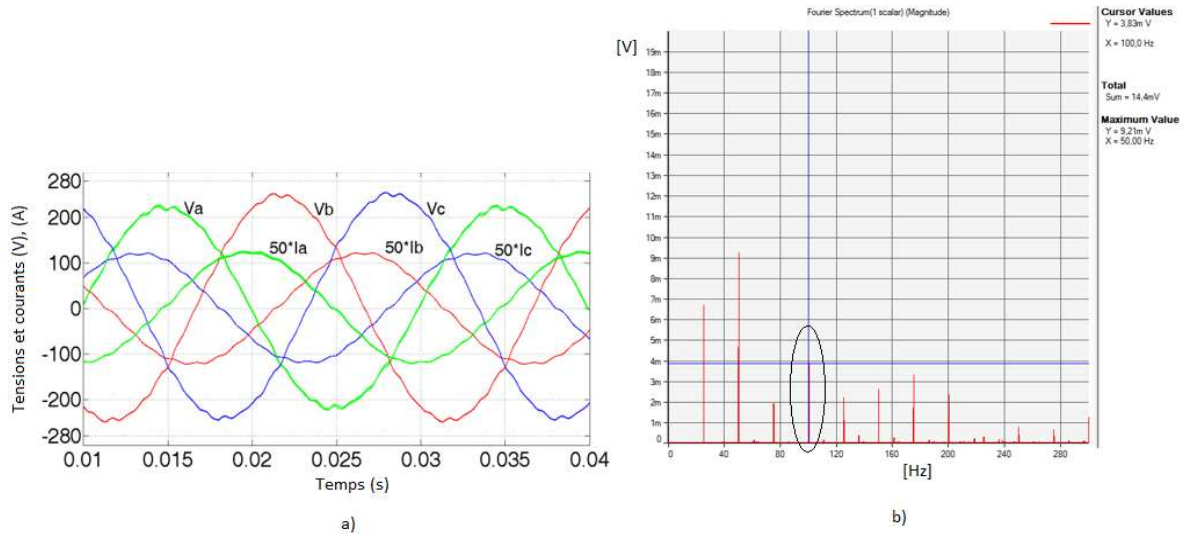 280
200
100
0
-100
-200
-280
0.01
0.015
0.02
0.025
0.03
0.035
0.04
Va
Vb
Vc
50*Ia
50*Ib
50*Ic
Tensions et courants (V), (A)
Temps (s)
a)
Fourier Spectrum(1 scalar) (Magnitude)
[V]
19m
18m
17m
16m
15m
14m
13m
12m
11m
10m
9m
8m
7m
6m
5m
4m
3m
2m
1m
0
0
40
80
120
160
200
240
280
[Hz]
Cursor Values
Y = 3,83m V
X = 100,0 Hz
Total
Sum = 14.4mV
Maximum Value
Y = 9,21m V
X = 50.00 Hz
b)